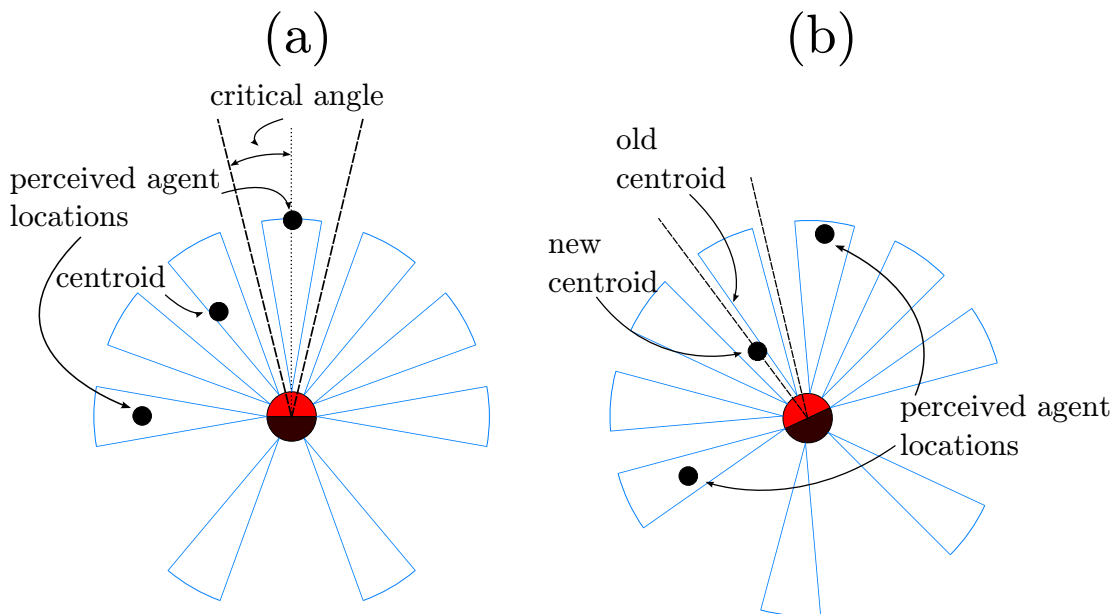 (a)
critical angle
perceived agent
locations
centroid
(b)
old
centroid
new
centroid
perceived agent
locations